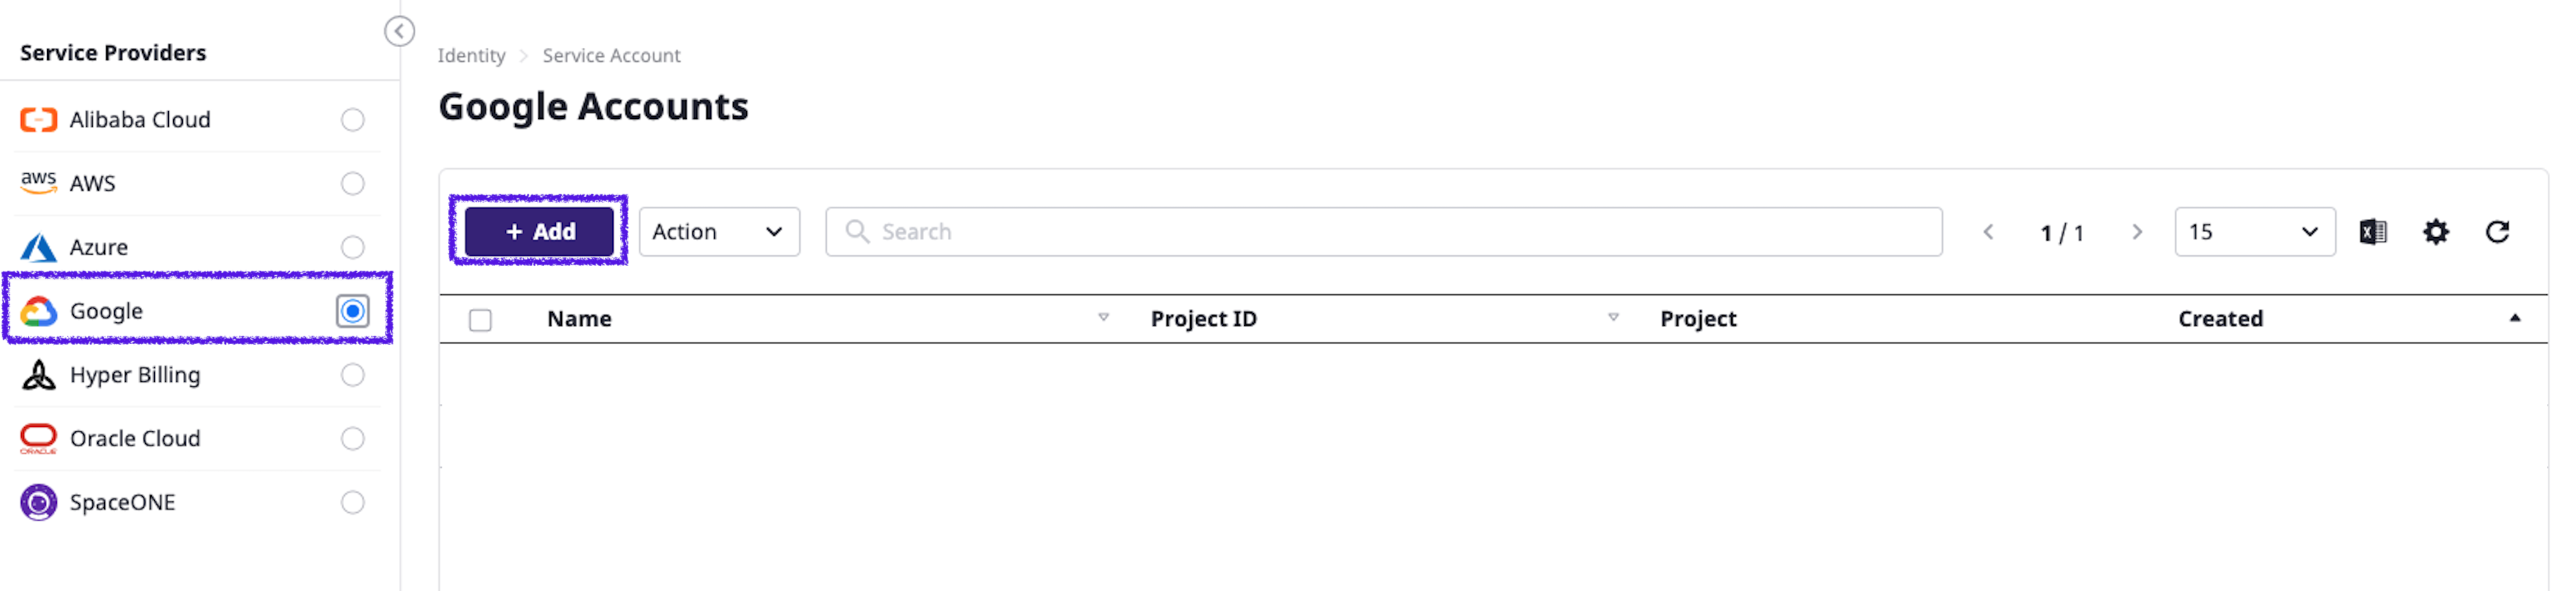 Service Providers
Alibaba Cloud
aws AWS
Azure
Google
Hyper Billing
ORACLE Oracle Cloud
SpaceONE
Identity > Service Account
Google Accounts
+ Add Action Search 1 / 1 15
Name Project ID Project Created